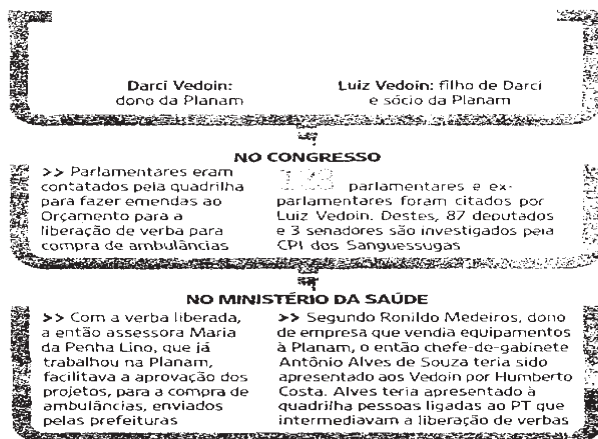 Darci Vedoin:
dono da Planam
Luiz Vedoin: filho de Darci
e sócio da Planam
NO CONGRESSO
>> Parlamentares eram
contatados pela quadrilha
para fazer emendas ao
Orçamento para a
liberação de verba para
compra de ambulâncias
parlamentares e ex-
parlamentares foram citados por
Luiz Vedoin. Destes, 87 deputados
e 3 senadores são investigados pela
CPI dos Sanguessugas
NO MINISTÉRIO DA SAÚDE
>> Com a verba liberada,
a então assessora Maria
da Penha Lino, que já
trabalhou na Planam,
facilitava a aprovação dos
projetos, para a compra de
ambulâncias, enviados
pelas prefeituras
>> Segundo Ronildo Medeiros, dono
de empresa que vendia equipamentos
à Planam, o então chefe-de-gabinete
Antônio Alves de Souza teria sido
apresentado aos Vedoin por Humberto
Costa. Alves teria apresentado à
quadrilha pessoas ligadas ao PT que
intermediavam a liberação de verbas